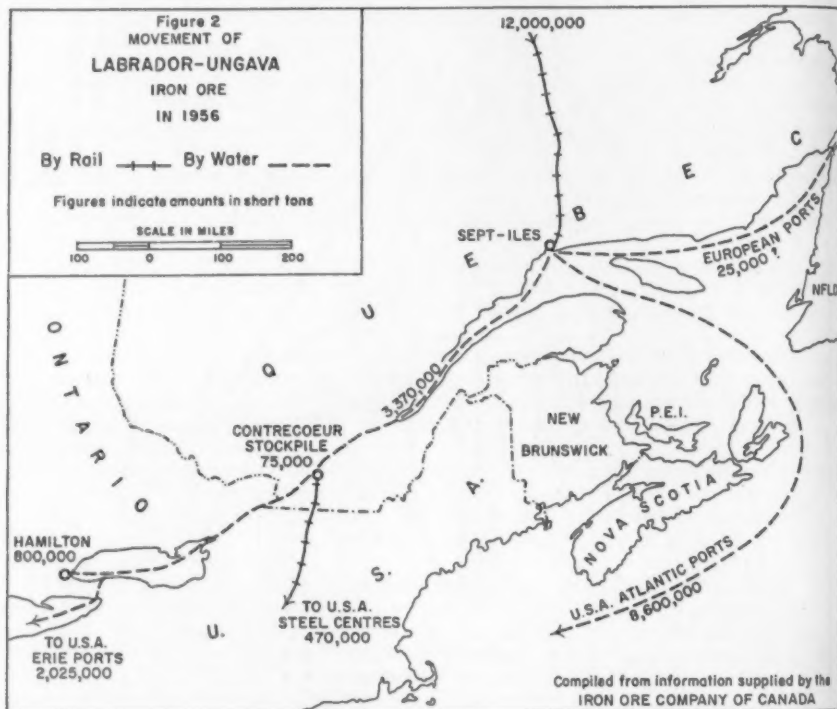 Figure 2
MOVEMENT OF
LABRADOR-UNGAVA
IRON ORE
IN 1956
By Rail By Water
Figures indicate amounts in short tons
SCALE IN MILES
100 0 100 200
12,000,000
QUEBEC
SEPT-ILES
EUROPEAN PORTS
25,000
NFLD
ONTARIO
3,370,000
CONTRECOEUR
STOCKPILE
75,000
NEW
BRUNSWICK
P.E.I.
NOVA SCOTIA
HAMILTON
800,000
U.S.A.
U.S.A. ATLANTIC PORTS
8,600,000
TO U.S.A.
STEEL CENTRES
470,000
TO U.S.A.
ERIE PORTS
2,025,000
Compiled from information supplied by the
IRON ORE COMPANY OF CANADA